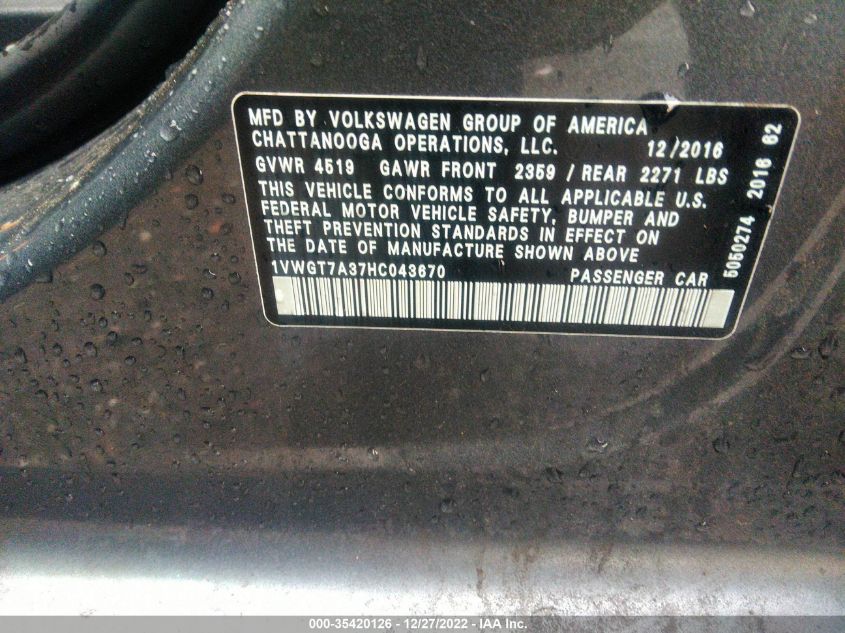 MFD BY VOLKSWAGEN GROUP OF AMERICA
CHATTANOOGA OPERATIONS, LLC. 12/2016
GVWR 4519 GAWR FRONT 2359 / REAR 2271 LBS
THIS VEHICLE CONFORMS TO ALL APPLICABLE U.S.
FEDERAL MOTOR VEHICLE SAFETY, BUMPER AND
THEFT PREVENTION STANDARDS IN EFFECT ON
THE DATE OF MANUFACTURE SHOWN ABOVE
1VWGT7A37HC043670 PASSENGER CAR
5050274 2016 62
000-35420126 - 12/27/2022 - IAA Inc.